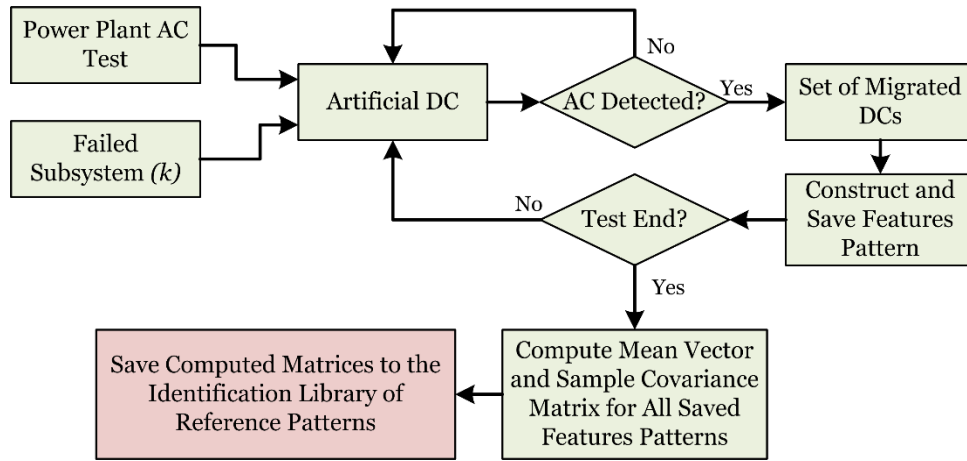 Power Plant AC
Test
Failed
Subsystem (k)
Artificial DC
No
AC Detected?
Yes
Set of Migrated
DCs
Construct and
Save Features
Pattern
No
Test End?
Yes
Compute Mean Vector
and Sample Covariance
Matrix for All Saved
Features Patterns
Save Computed Matrices to the
Identification Library of
Reference Patterns